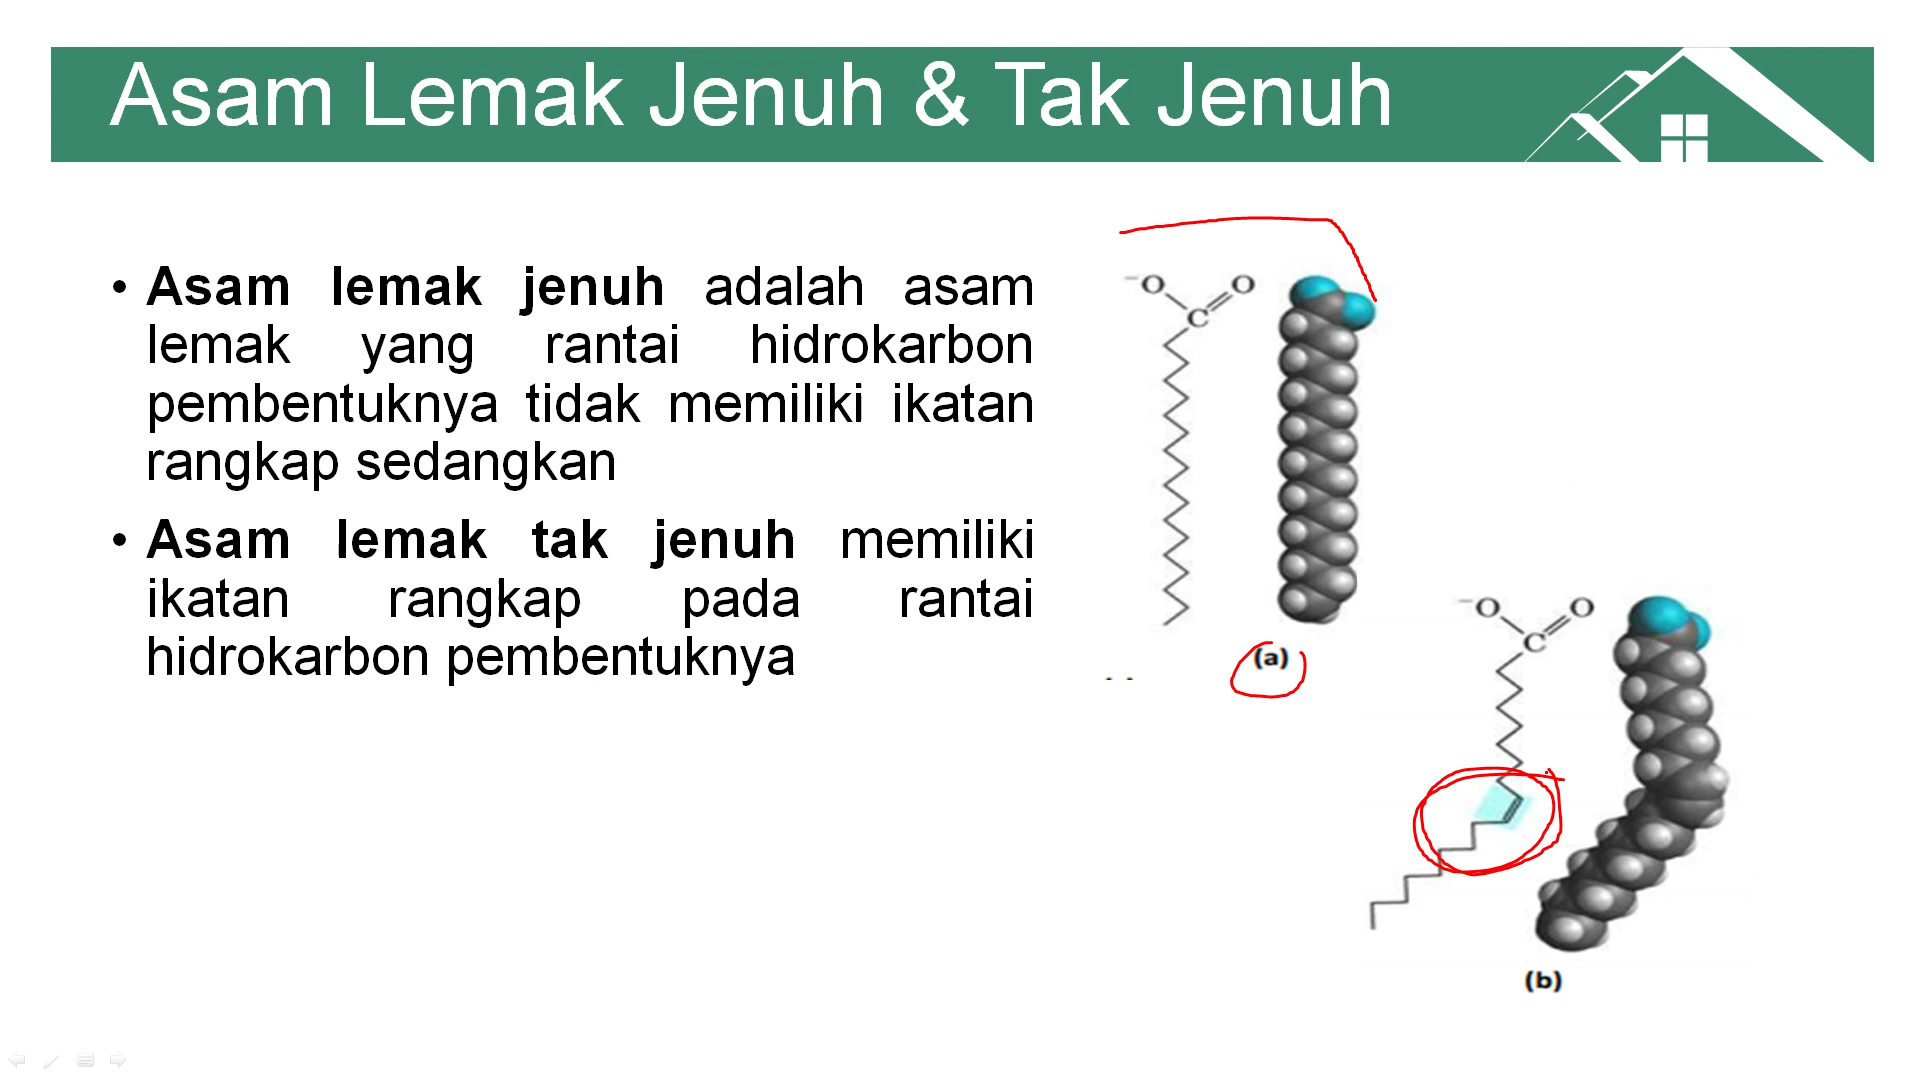 Asam Lemak Jenuh & Tak Jenuh
• Asam lemak jenuh adalah asam
lemak yang rantai hidrokarbon
pembentuknya tidak memiliki ikatan
rangkap sedangkan
• Asam lemak tak jenuh memiliki
ikatan rangkap pada rantai
hidrokarbon pembentuknya
⁻O O
C
(a)
⁻O O
C
(b)